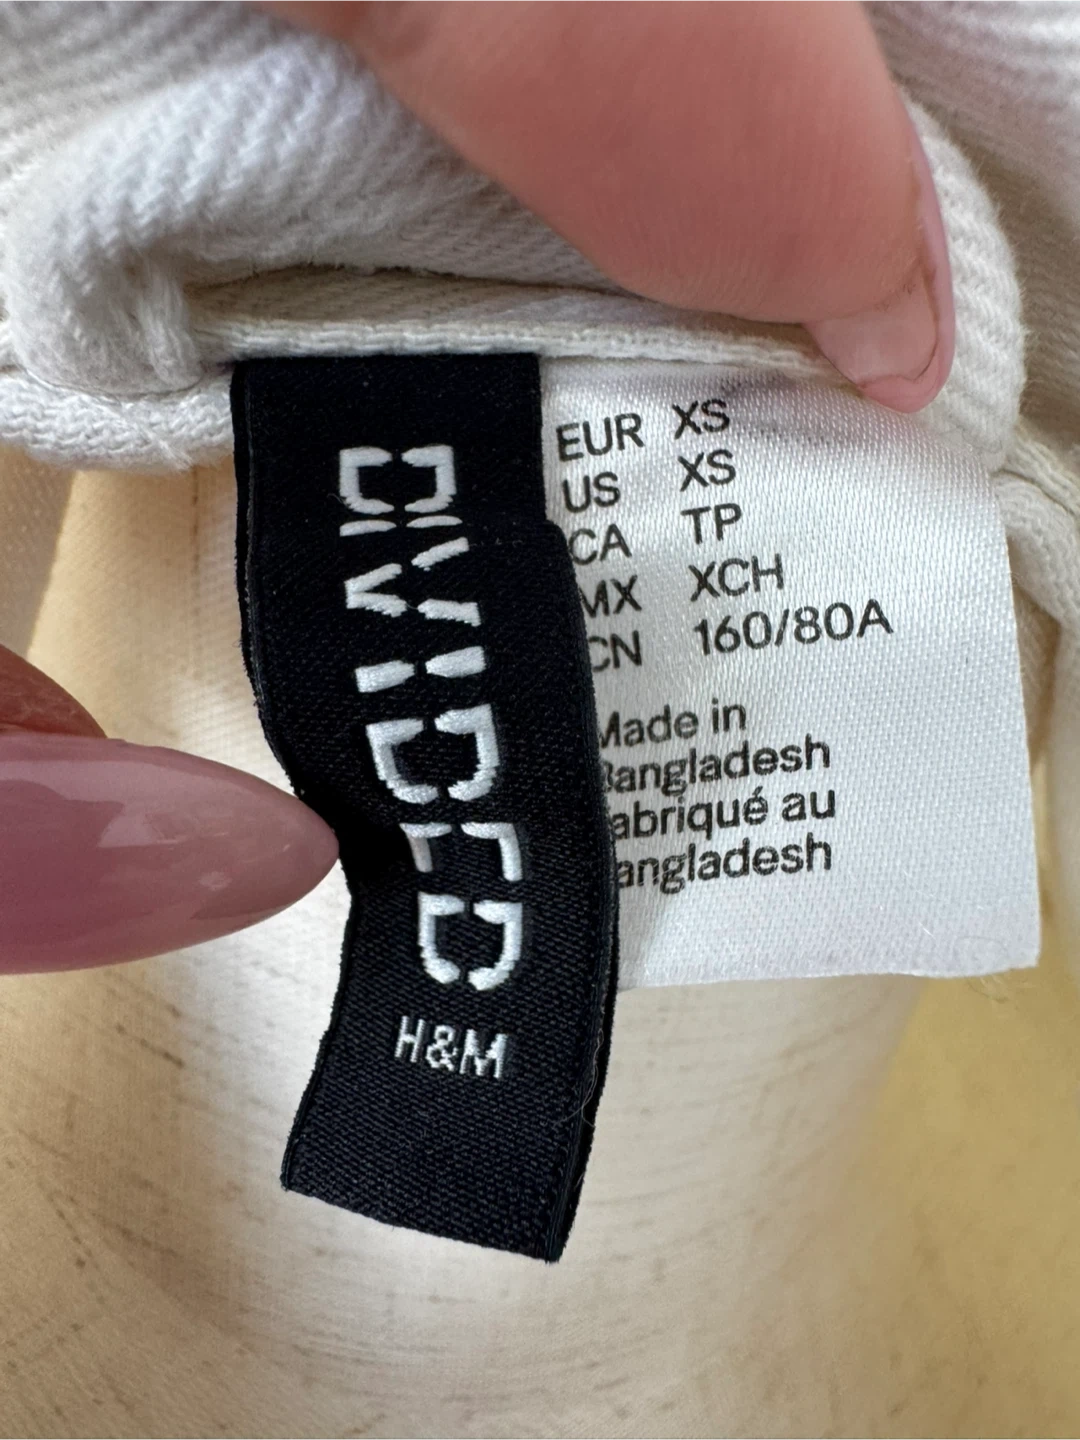 DIVIDED
H&M
EUR XS
US XS
CA TP
MX XCH
CN 160/80A
Made in
Bangladesh
Fabriqué au
Bangladesh